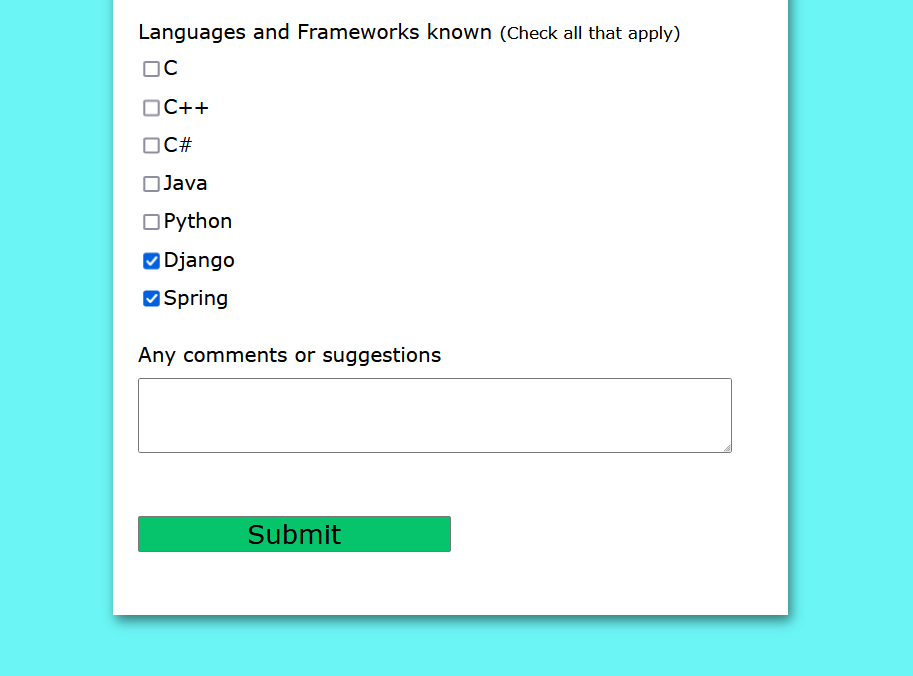 Languages and Frameworks known (Check all that apply)
C
C++
C#
Java
Python
Django
Spring
Any comments or suggestions
Submit